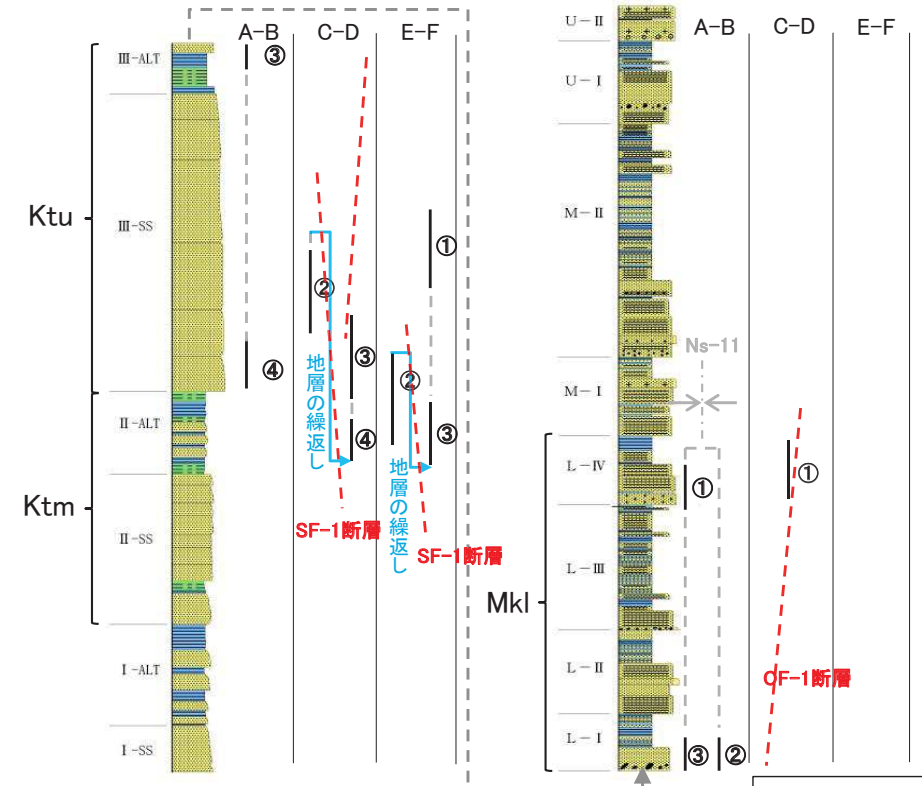 A-B
C-D
E-F
III-ALT
③
Ktu
III-SS
①
②
③
④
地層の繰返し
②
II-ALT
④
③
地層の繰返し
Ktm
II-SS
SF-1断層
SF-1断層
I-ALT
I-SS
U-II
A-B
C-D
E-F
U-I
M-II
Ns-11
M-I
L-IV
①
①
L-III
Mkl
L-II
CF-1断層
L-I
③
②